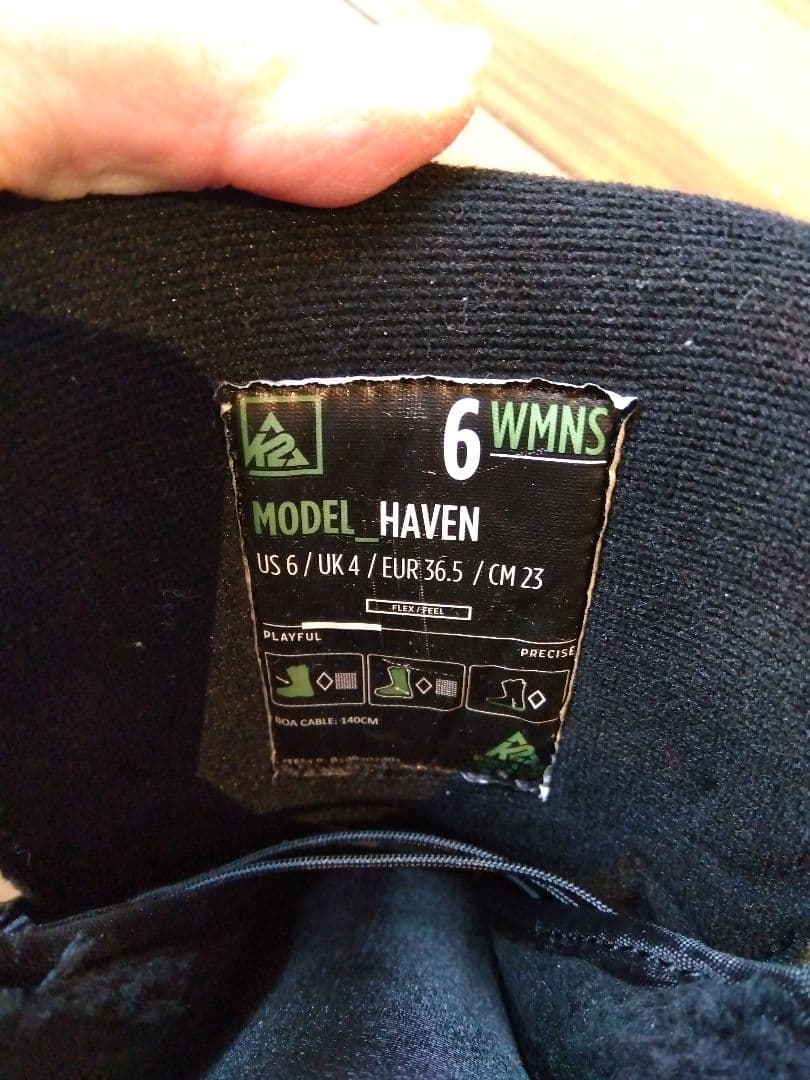 K2
6 WMNS
MODEL_HAVEN
US 6 / UK 4 / EUR 36.5 / CM 23
FLEX / FEEL
PLAYFUL
PRECISE
BOA CABLE: 140CM
K2